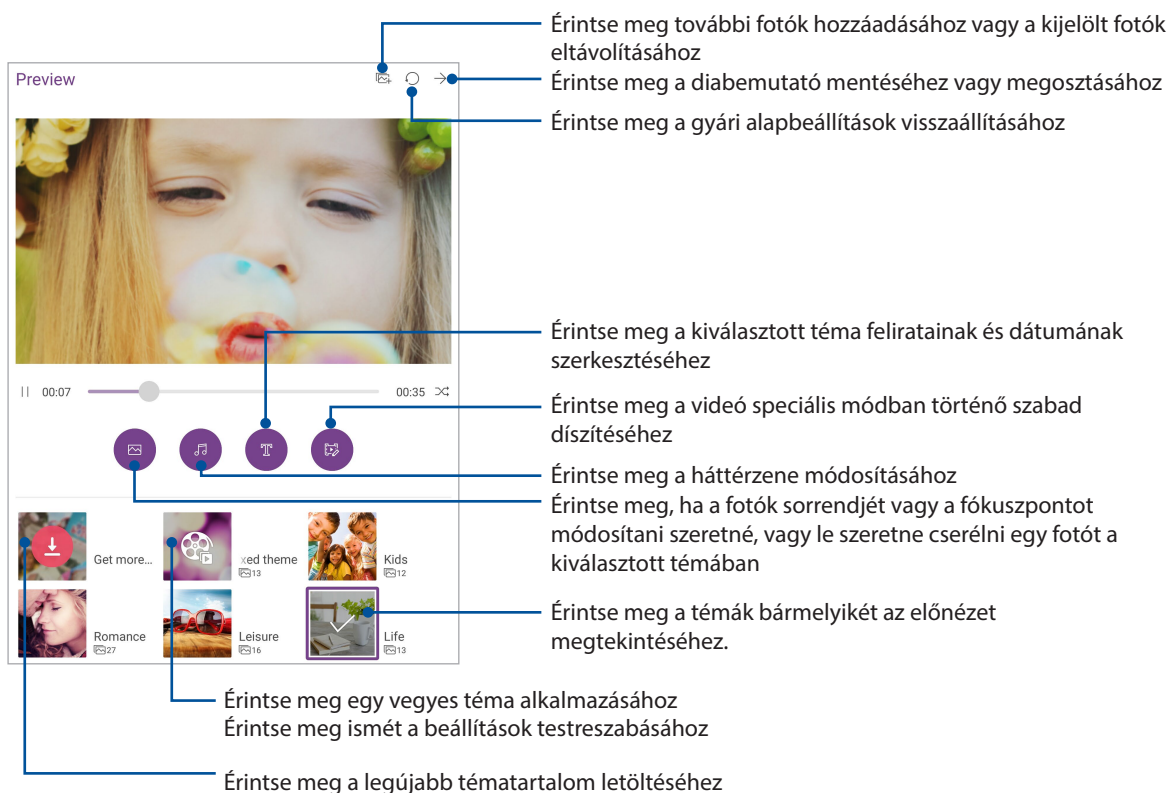 Érintse meg további fotók hozzáadásához vagy a kijelölt fotók
eltávolításához
Preview
Érintse meg a diabemutató mentéséhez vagy megosztásához
Érintse meg a gyári alapbeállítások visszaállításához
Érintse meg a kiválasztott téma feliratainak és dátumának
szerkesztéséhez
00:07
00:35
Érintse meg a videó speciális módban történő szabad
díszítéséhez
Érintse meg a háttérzene módosításához
Érintse meg, ha a fotók sorrendjét vagy a fókuszpontot
módosítani szeretné, vagy le szeretne cserélni egy fotót a
kiválasztott témában
Get more...
xed theme
13
Kids
12
Romance
27
Leisure
16
Life
13
Érintse meg a témák bármelyikét az előnézet
megtekintéséhez.
Érintse meg egy vegyes téma alkalmazásához
Érintse meg ismét a beállítások testreszabásához
Érintse meg a legújabb tématartalom letöltéséhez